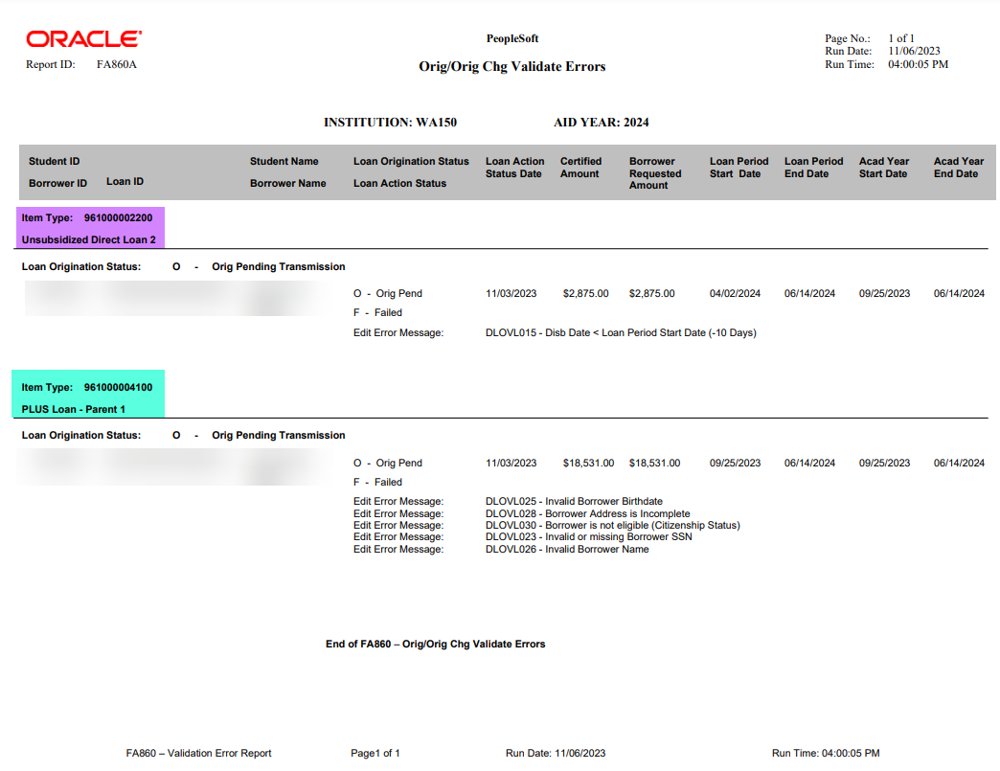 ORACLE
PeopleSoft
Page No.: 1 of 1
Run Date: 11/06/2023
Report ID: FA860A
Orig/Orig Chg Validate Errors
Run Time: 04:00:05 PM
INSTITUTION: WA150 AID YEAR: 2024
Student ID Student Name Loan Origination Status Loan Action Certified Borrower Loan Period Loan Period Acad Year Acad Year
Status Date Amount Requested Start Date End Date Start Date End Date
Borrower ID Loan ID Borrower Name Loan Action Status Amount
Item Type: 961000002200
Unsubsidized Direct Loan 2
Loan Origination Status: O - Orig Pending Transmission
O - Orig Pend 11/03/2023 $2,875.00 $2,875.00 04/02/2024 06/14/2024 09/25/2023 06/14/2024
F - Failed
Edit Error Message: DLOVL015 - Disb Date < Loan Period Start Date (-10 Days)
Item Type: 961000004100
PLUS Loan - Parent 1
Loan Origination Status: O - Orig Pending Transmission
O - Orig Pend 11/03/2023 $18,531.00 $18,531.00 09/25/2023 06/14/2024 09/25/2023 06/14/2024
F - Failed
Edit Error Message: DLOVL025 - Invalid Borrower Birthdate
Edit Error Message: DLOVL028 - Borrower Address is Incomplete
Edit Error Message: DLOVL030 - Borrower is not eligible (Citizenship Status)
Edit Error Message: DLOVL023 - Invalid or missing Borrower SSN
Edit Error Message: DLOVL026 - Invalid Borrower Name
End of FA860 – Orig/Orig Chg Validate Errors
FA860 – Validation Error Report Page1 of 1 Run Date: 11/06/2023 Run Time: 04:00:05 PM